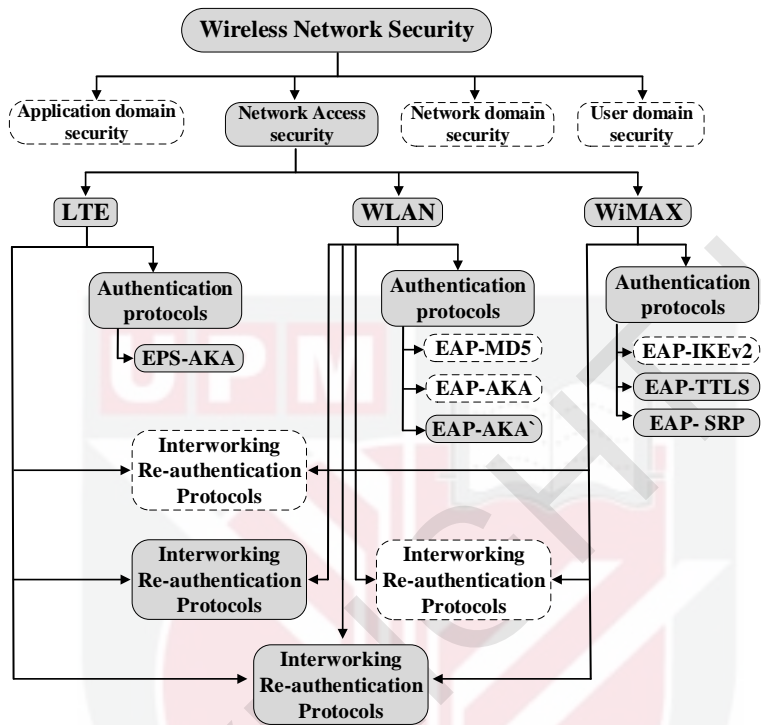 Wireless Network Security
Application domain
security
Network Access
security
Network domain
security
User domain
security
LTE
WLAN
WiMAX
Authentication
protocols
EPS-AKA
Authentication
protocols
EAP-MD5
EAP-AKA
EAP-AKA`
Authentication
protocols
EAP-IKEv2
EAP-TTLS
EAP- SRP
Interworking
Re-authentication
Protocols
Interworking
Re-authentication
Protocols
Interworking
Re-authentication
Protocols
Interworking
Re-authentication
Protocols
UPM